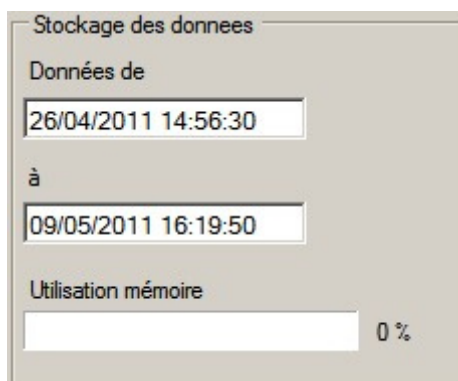 Stockage des donnees
Données de
26/04/2011 14:56:30
à
09/05/2011 16:19:50
Utilisation mémoire
0 %